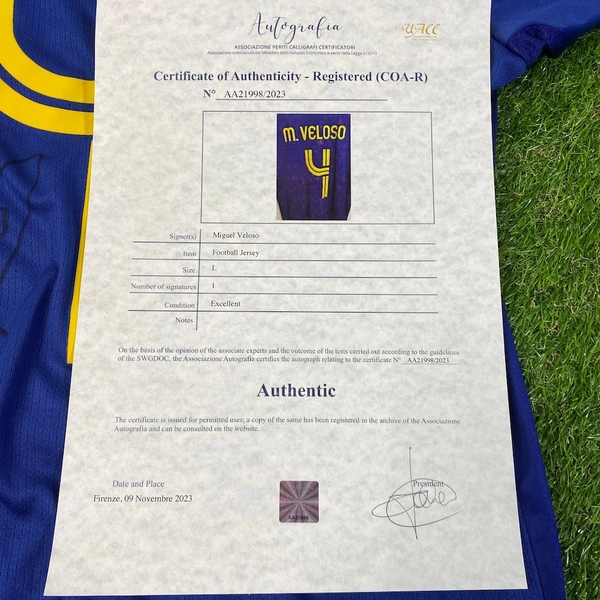 Autografia
UACC
ASSOCIAZIONE PERITI CALLIGRAFI CERTIFICATORI
Certificate of Authenticity - Registered (COA-R)
N° AA21998/2023
M. VELOSO
4
Signer(s) Miguel Veloso
Item Football Jersey
Size L
Number of signatures 1
Condition Excellent
Notes
On the basis of the opinion of the associate experts and the outcome of the tests carried out according to the guidelines
of the SWGDOC, the Associazione Autografia certifies the autograph relating to the certificate N° AA21998/2023
Authentic
The certificate is issued for permitted uses; a copy of the same has been registered in the archive of the Associazione
Autografia and can be consulted on the website.
Date and Place
President
Firenze, 09 Novembre 2023
AA21998